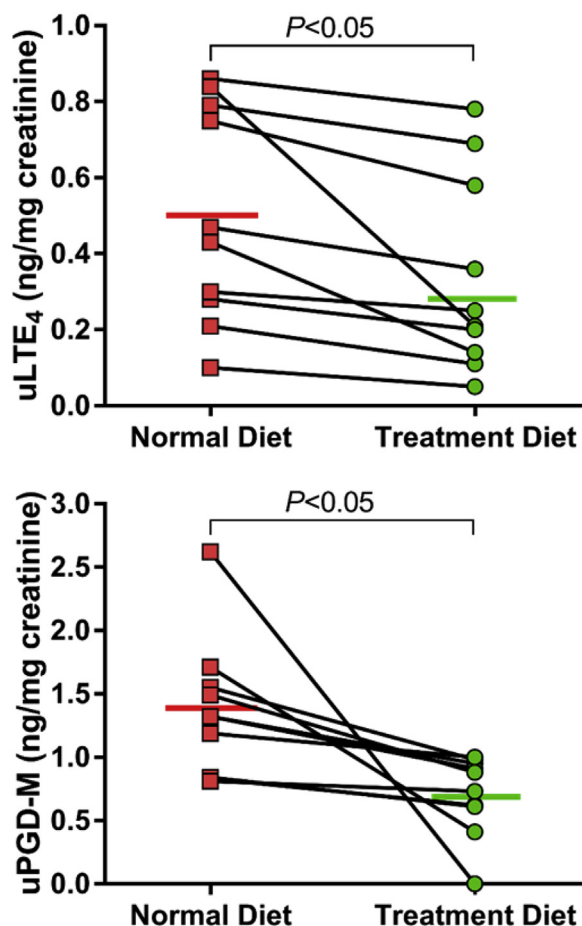 P<0.05
1.0
0.8
0.6
0.4
0.2
0.0
uLTE₄ (ng/mg creatinine)
Normal Diet Treatment Diet
P<0.05
3.0
2.5
2.0
1.5
1.0
0.5
0.0
uPGD-M (ng/mg creatinine)
Normal Diet Treatment Diet